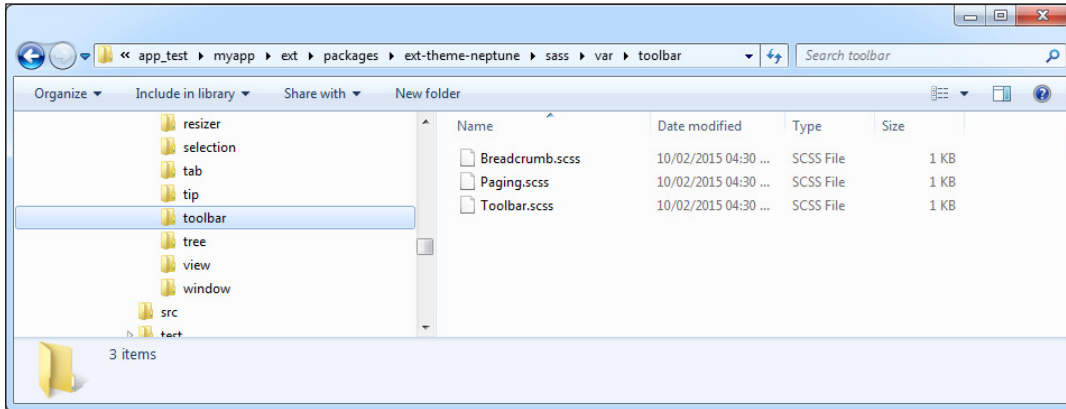 « app_test ▸ myapp ▸ ext ▸ packages ▸ ext-theme-neptune ▸ sass ▸ var ▸ toolbar Search toolbar
Organize Include in library Share with New folder
resizer
selection
tab
tip
toolbar
tree
view
window
src
test
Name Date modified Type Size
Breadcrumb.scss 10/02/2015 04:30 ... SCSS File 1 KB
Paging.scss 10/02/2015 04:30 ... SCSS File 1 KB
Toolbar.scss 10/02/2015 04:30 ... SCSS File 1 KB
3 items